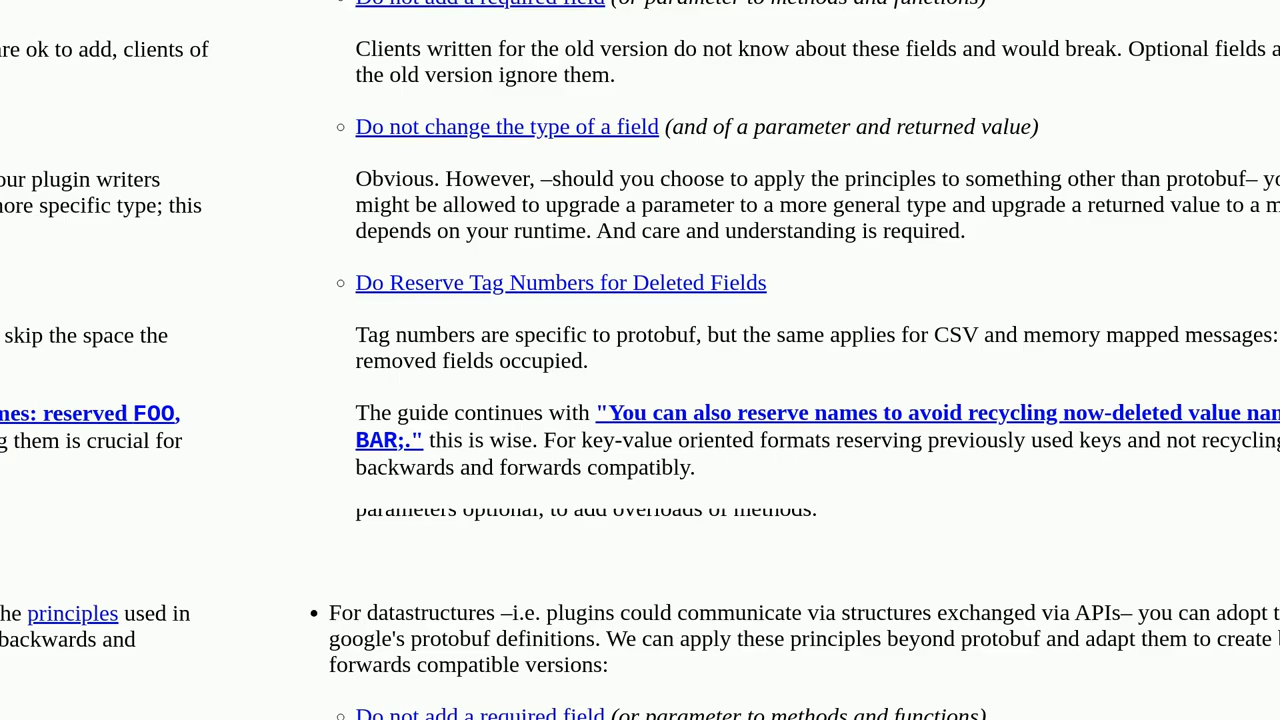 Do not add a required field (or parameter to methods and functions)
are ok to add, clients of
Clients written for the old version do not know about these fields and would break. Optional fields a
the old version ignore them.
Do not change the type of a field (and of a parameter and returned value)
our plugin writers
Obvious. However, –should you choose to apply the principles to something other than protobuf– yo
more specific type; this
might be allowed to upgrade a parameter to a more general type and upgrade a returned value to a m
depends on your runtime. And care and understanding is required.
Do Reserve Tag Numbers for Deleted Fields
skip the space the
Tag numbers are specific to protobuf, but the same applies for CSV and memory mapped messages:
removed fields occupied.
mes: reserved FOO,
The guide continues with "You can also reserve names to avoid recycling now-deleted value nam
g them is crucial for
BAR;." this is wise. For key-value oriented formats reserving previously used keys and not recycling
backwards and forwards compatibly.
parameters optional, to add overloads of methods.
he principles used in
For datastructures –i.e. plugins could communicate via structures exchanged via APIs– you can adopt t
backwards and
google's protobuf definitions. We can apply these principles beyond protobuf and adapt them to create b
forwards compatible versions:
Do not add a required field (or parameter to methods and functions)